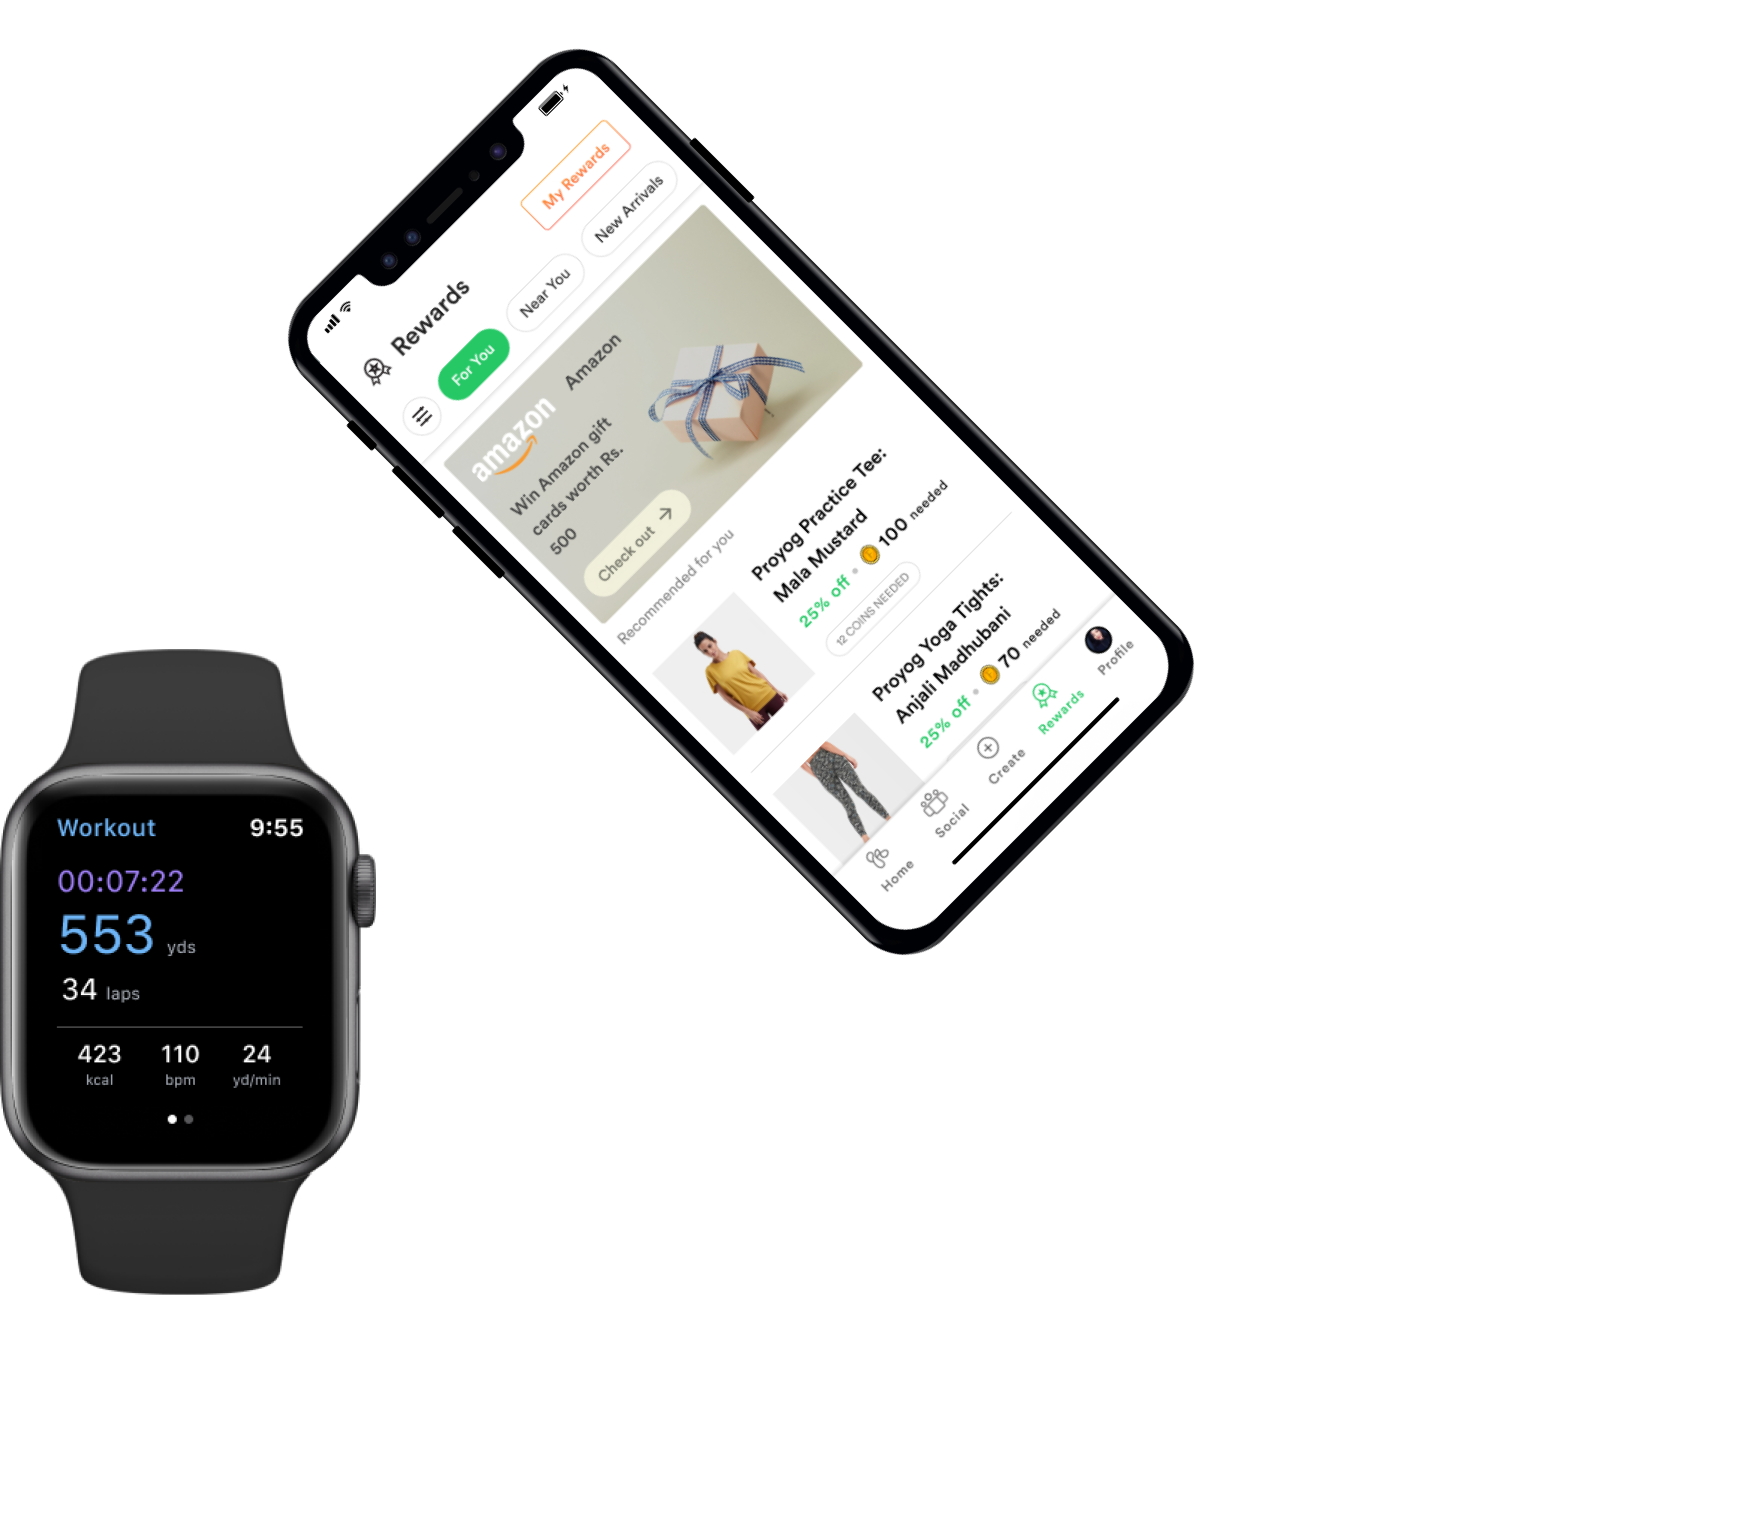 Rewards
My Rewards
For You
Near You
New Arrivals
amazon
Amazon
Win Amazon gift
cards worth Rs.
500
Check out
Recommended for you
Proyog Practice Tee:
Mala Mustard
25% off • 100 needed
12 COINS NEEDED
Proyog Yoga Tights:
Anjali Madhubani
25% off • 70 needed
Home
Social
Create
Rewards
Profile
Workout 9:55
00:07:22
553 yds
34 laps
423 110 24
kcal bpm yd/min